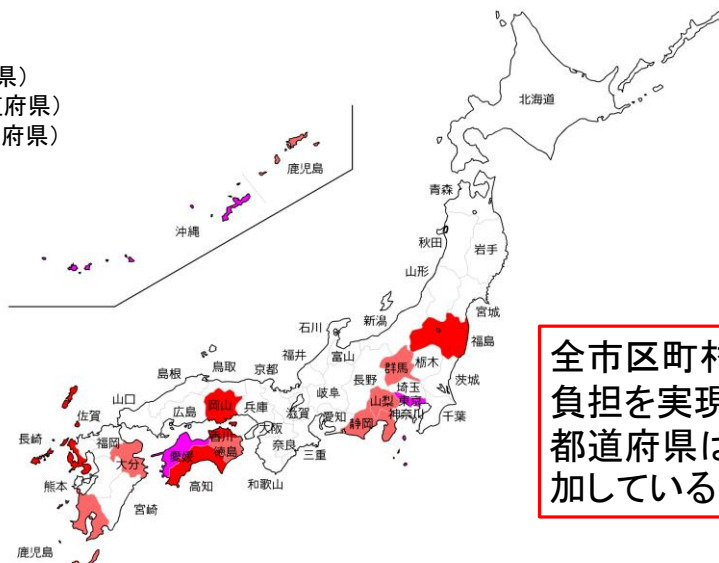 県）
道府県）
府県）
北海道
鹿児島
青森
沖縄
秋田
岩手
山形
宮城
新潟
石川
福島
福井
富山
栃木
群馬
島根
鳥取
京都
長野
埼玉
茨城
山口
岐阜
山梨
東京
佐賀
広島
岡山
兵庫
滋賀
愛知
静岡
神奈川
千葉
長崎
福岡
香川
大阪
奈良
三重
大分
愛媛
徳島
熊本
高知
和歌山
宮崎
鹿児島
全市区町村
負担を実現
都道府県は
加している